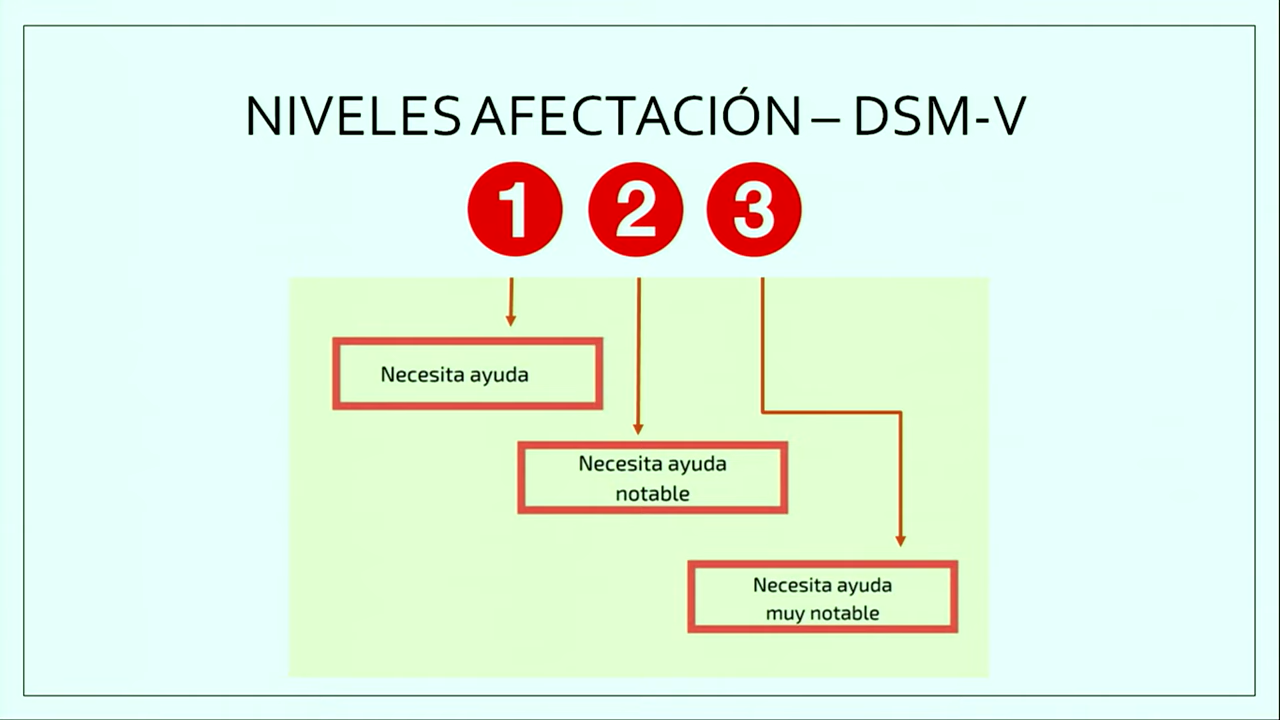 NIVELES AFECTACIÓN – DSM-V
1 2 3
Necesita ayuda
Necesita ayuda
notable
Necesita ayuda
muy notable